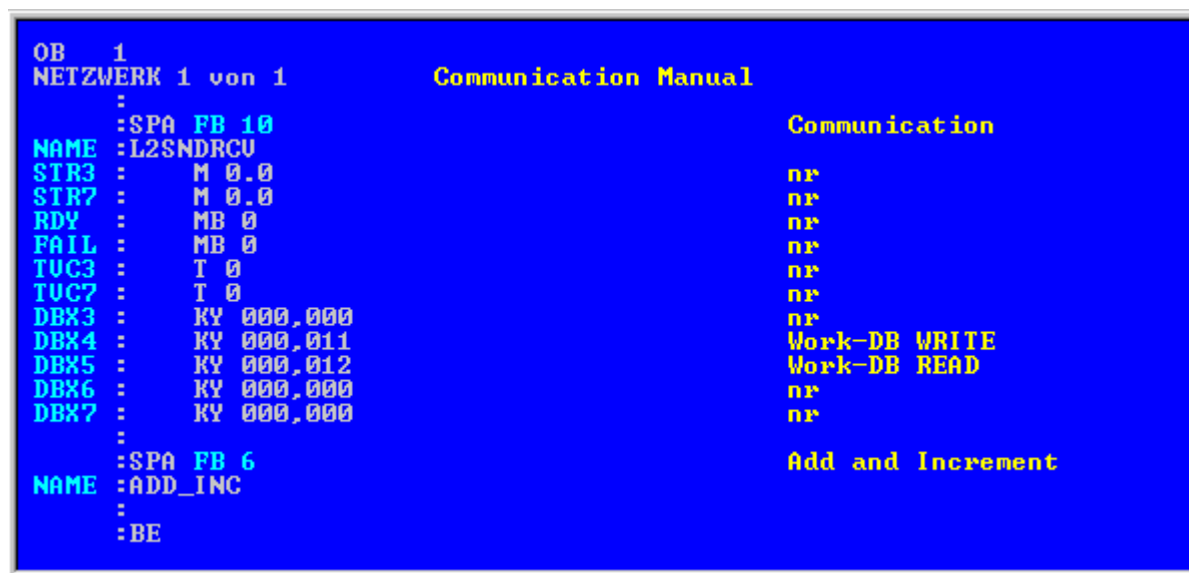 OB 1
NETZWERK 1 von 1 Communication Manual
:
:SPA FB 10 Communication
NAME :L2SNDRCV
STR3 : M 0.0 nr
STR7 : M 0.0 nr
RDY : MB 0 nr
FAIL : MB 0 nr
TVC3 : T 0 nr
TVC7 : T 0 nr
DBX3 : KY 000,000 nr
DBX4 : KY 000,011 Work-DB WRITE
DBX5 : KY 000,012 Work-DB READ
DBX6 : KY 000,000 nr
DBX7 : KY 000,000 nr
:
:SPA FB 6 Add and Increment
NAME :ADD_INC
:
:BE